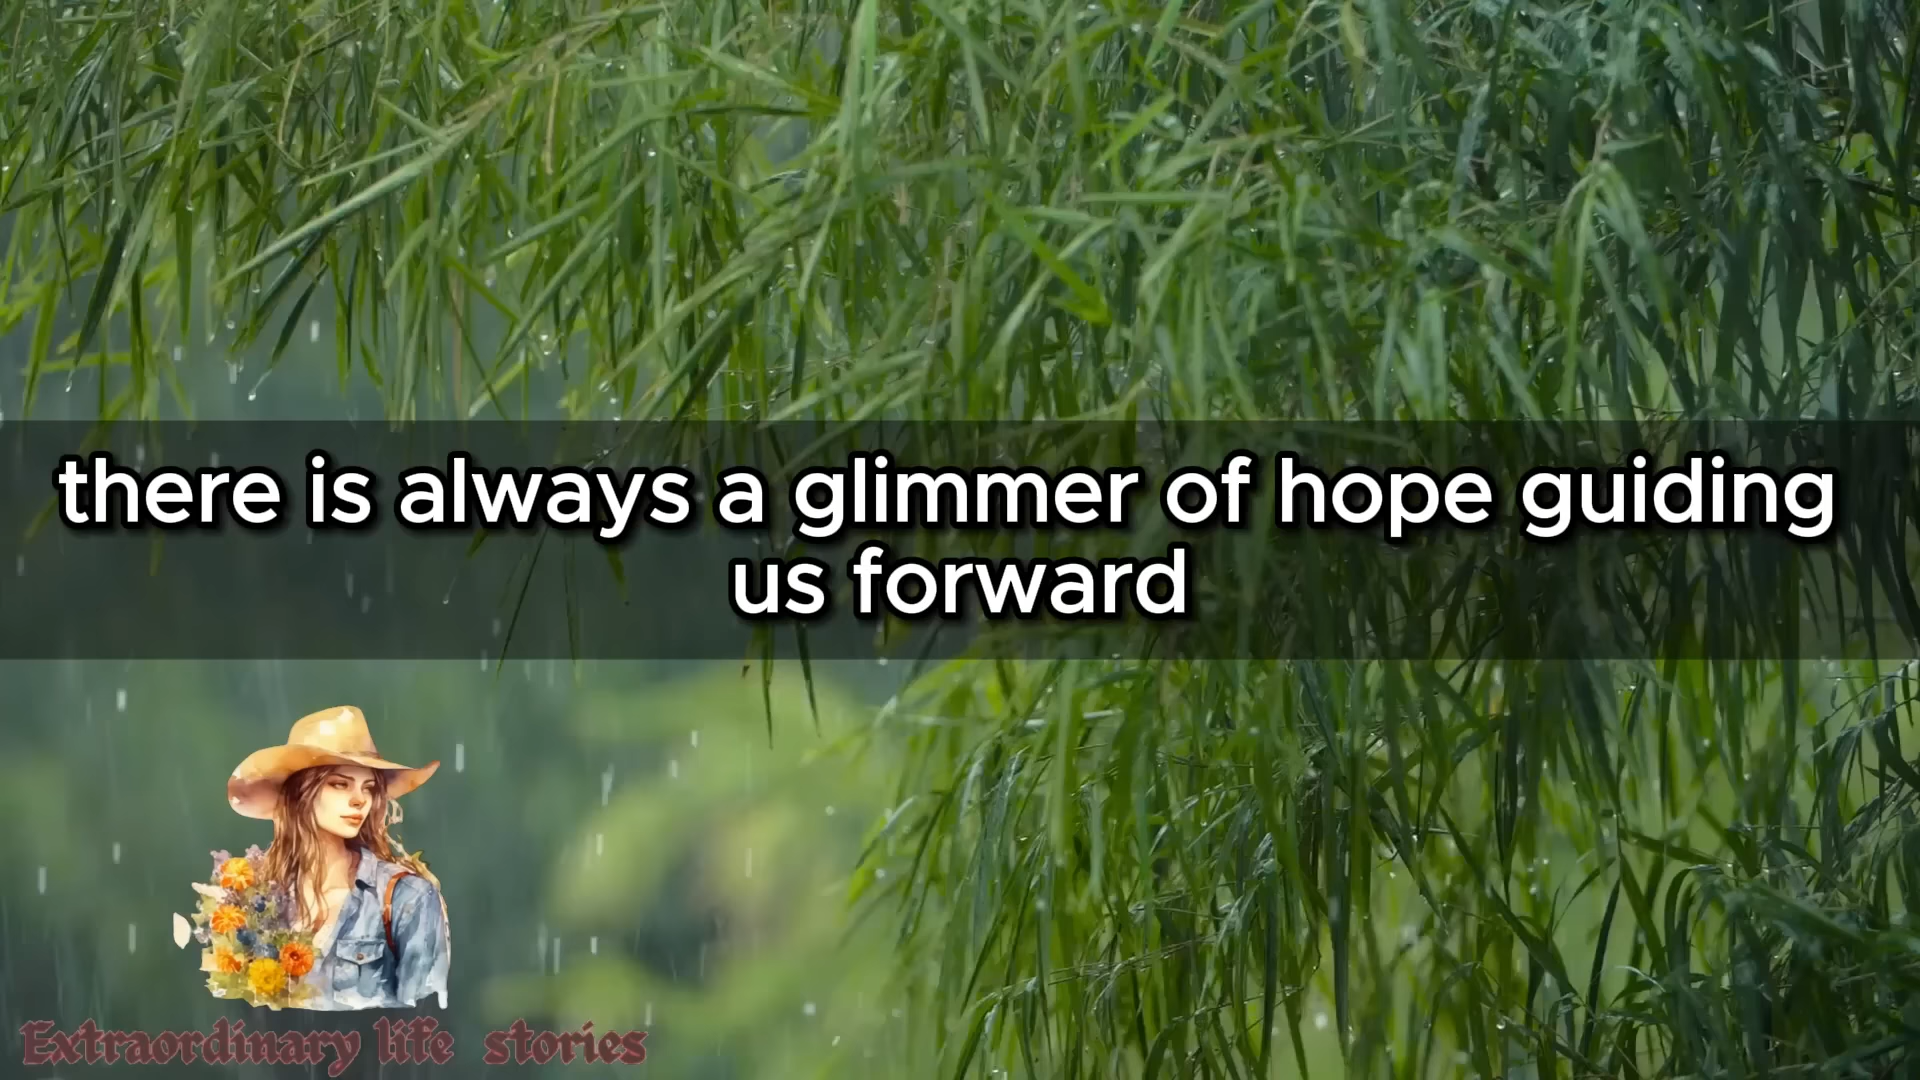 there is always a glimmer of hope guiding
us forward
Extraordinary life stories